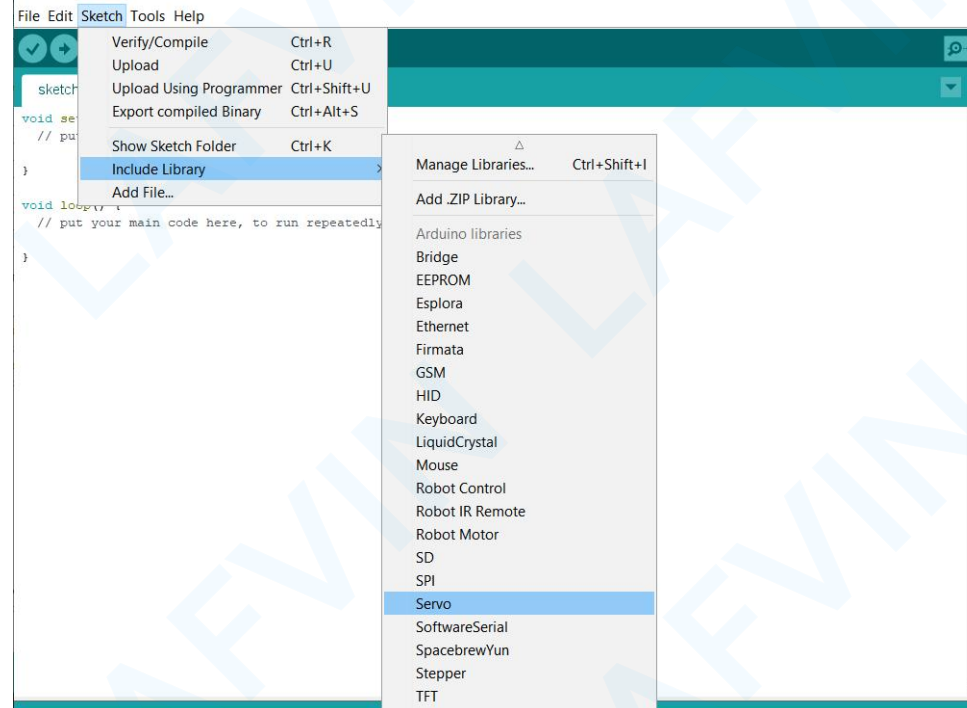 File Edit Sketch Tools Help
Verify/Compile Ctrl+R
Upload Ctrl+U
Upload Using Programmer Ctrl+Shift+U
Export compiled Binary Ctrl+Alt+S
Show Sketch Folder Ctrl+K
Include Library
Add File...
sketch
void se
// pu
}
void loop() {
// put your main code here, to run repeatedly
}
Manage Libraries... Ctrl+Shift+I
Add .ZIP Library...
Arduino libraries
Bridge
EEPROM
Esplora
Ethernet
Firmata
GSM
HID
Keyboard
LiquidCrystal
Mouse
Robot Control
Robot IR Remote
Robot Motor
SD
SPI
Servo
SoftwareSerial
SpacebrewYun
Stepper
TFT
LAFVIN
LAFVIN
LAFVIN